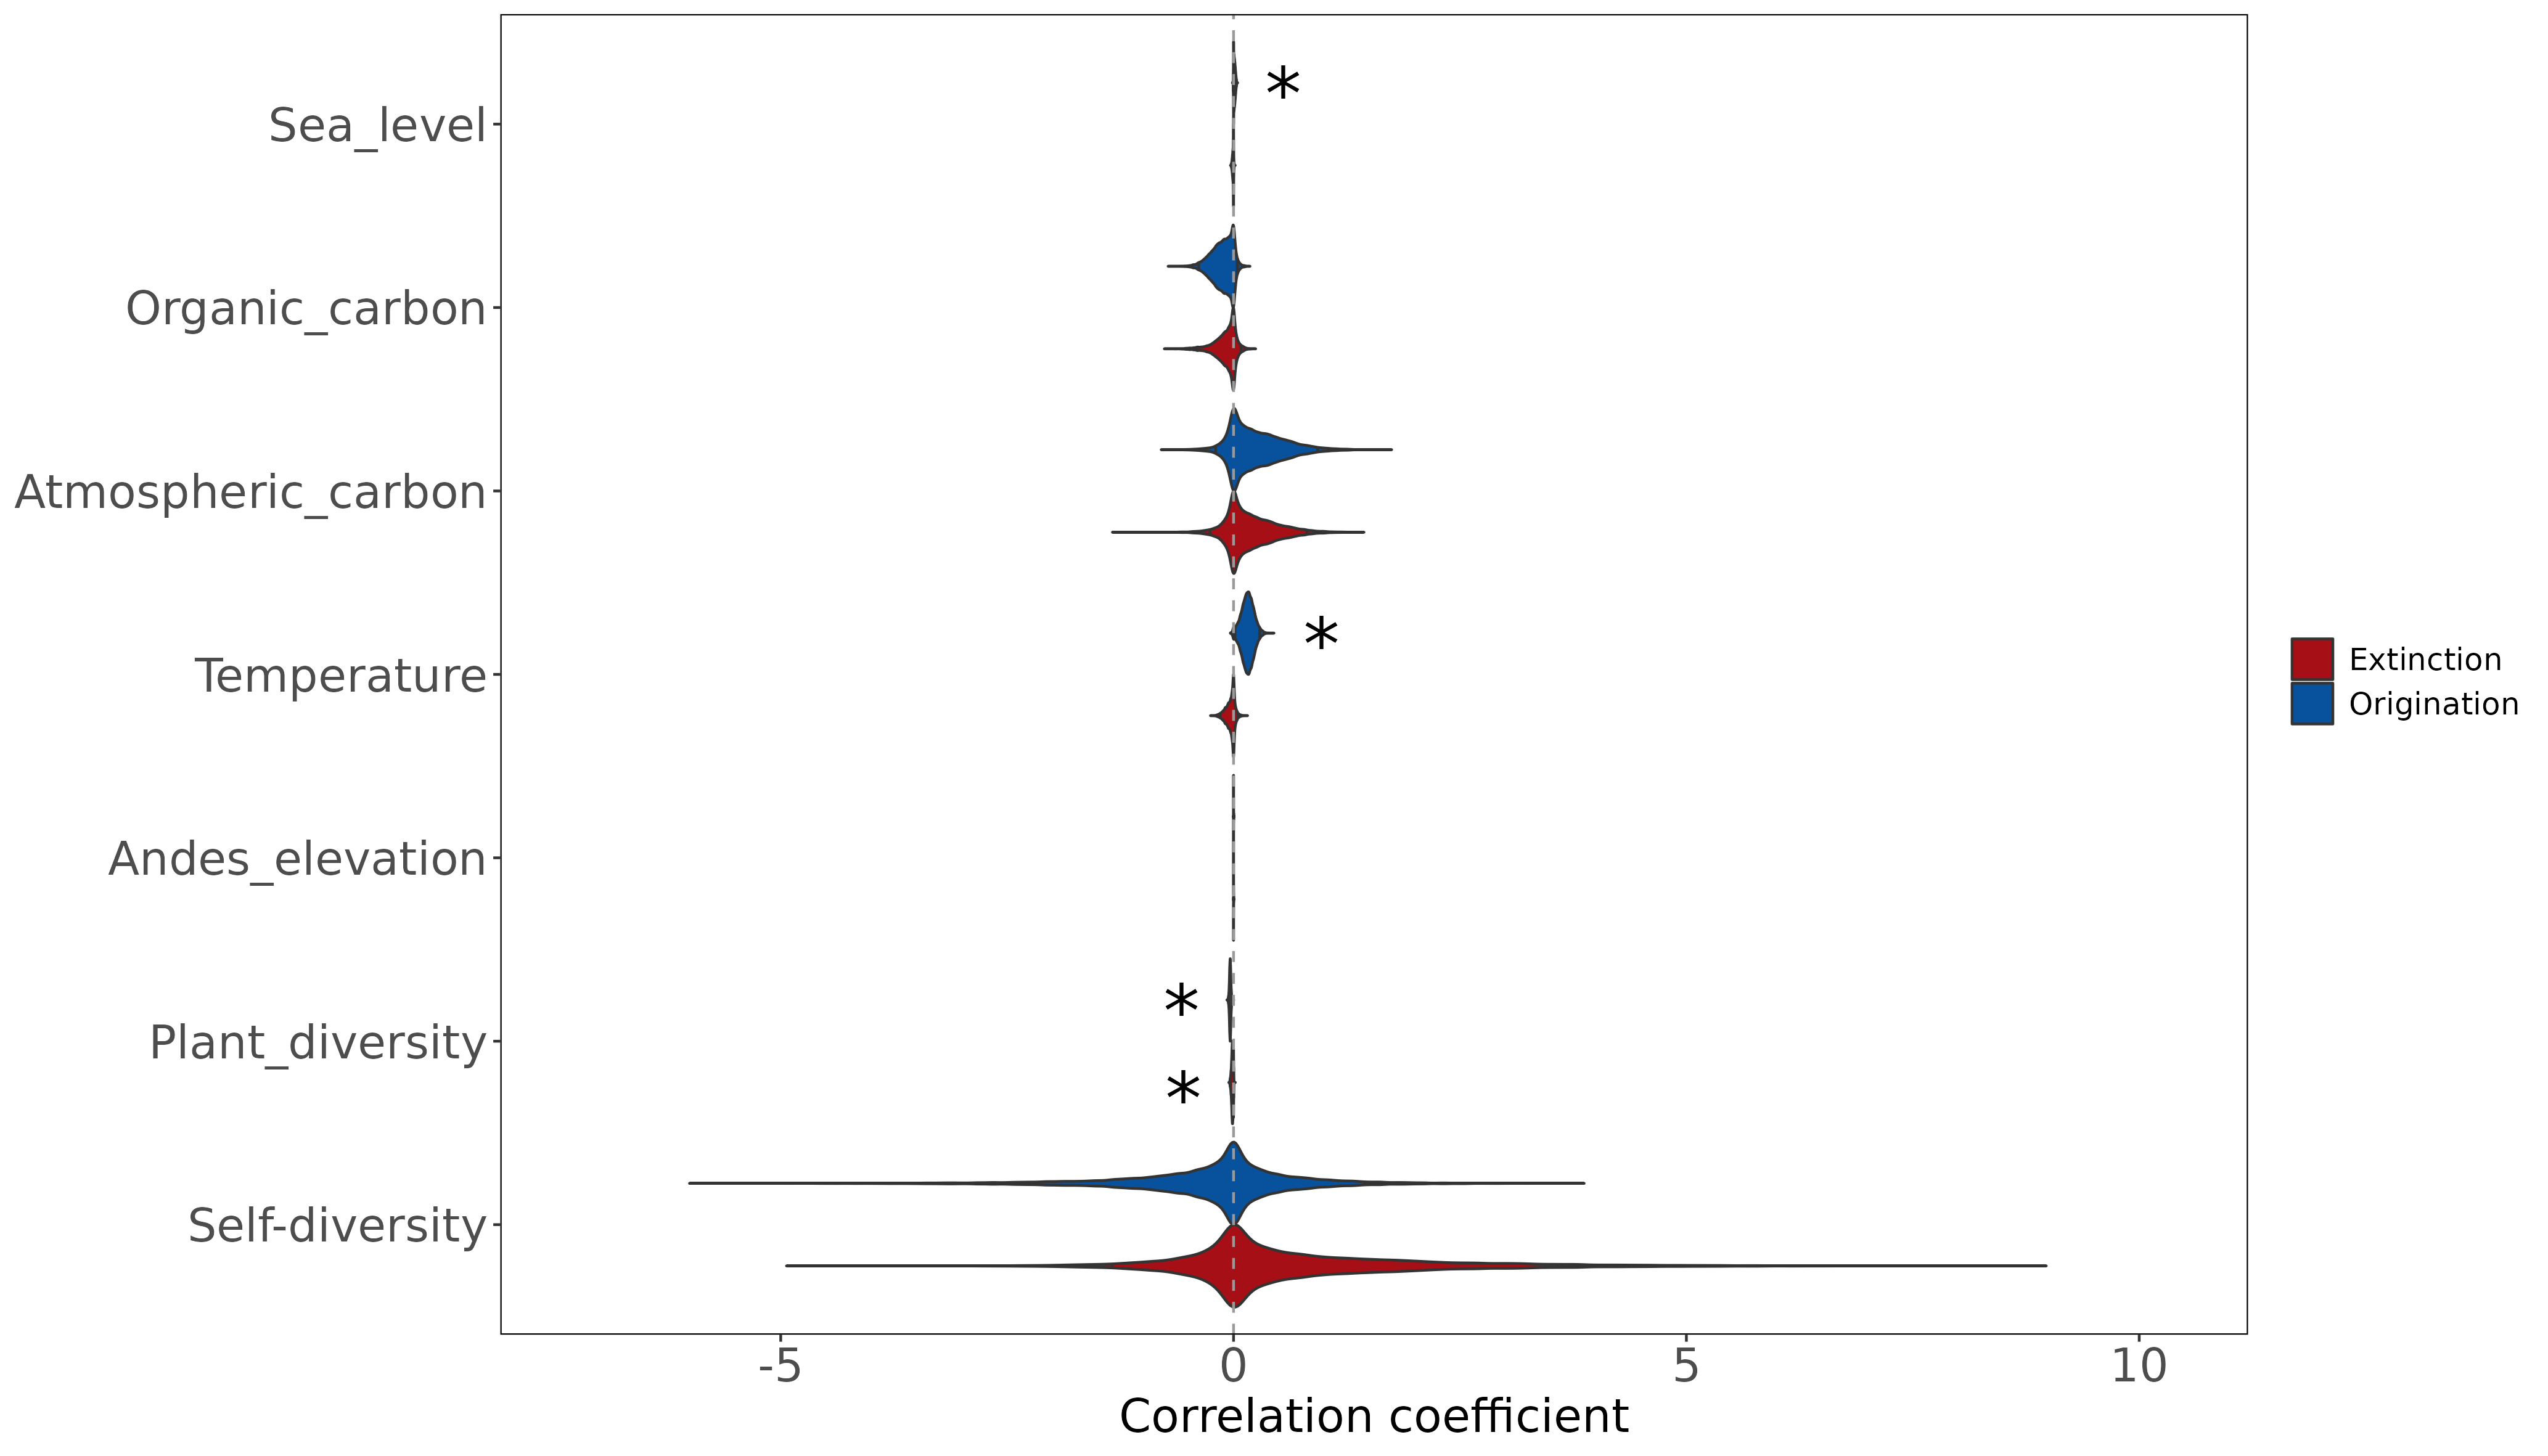 Sea_level
*
Organic_carbon
Atmospheric_carbon
Temperature
*
Extinction
Origination
Andes_elevation
*
Plant_diversity
*
Self-diversity
-5 0 5 10
Correlation coefficient